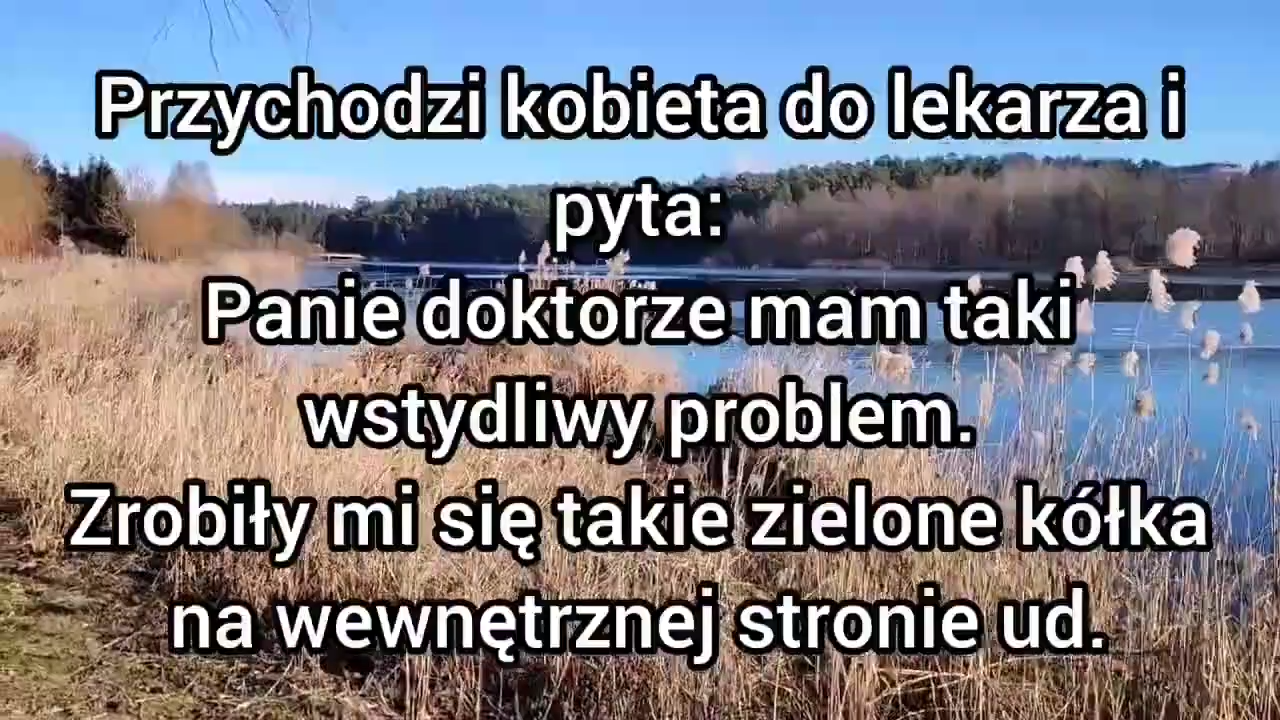 Przychodzi kobieta do lekarza i
pyta:
Panie doktorze mam taki
wstydliwy problem.
Zrobiły mi się takie zielone kółka
na wewnętrznej stronie ud.